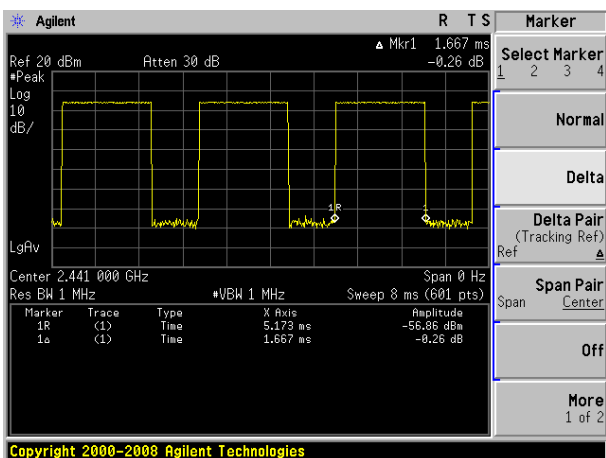 Agilent
R T S
Marker
Δ Mkr1 1.667 ms
Ref 20 dBm Atten 30 dB -0.26 dB
#Peak
Log
10
dB/
1R
1
LgAv
Center 2.441 000 GHz Span 0 Hz
Res BW 1 MHz #VBW 1 MHz Sweep 8 ms (601 pts)
Marker Trace Type X Axis Amplitude
1R (1) Time 5.173 ms -56.86 dBm
1Δ (1) Time 1.667 ms -0.26 dB
Copyright 2000-2008 Agilent Technologies
Select Marker
1 2 3 4
Normal
Delta
Delta Pair
(Tracking Ref)
Ref Δ
Span Pair
Span Center
Off
More
1 of 2